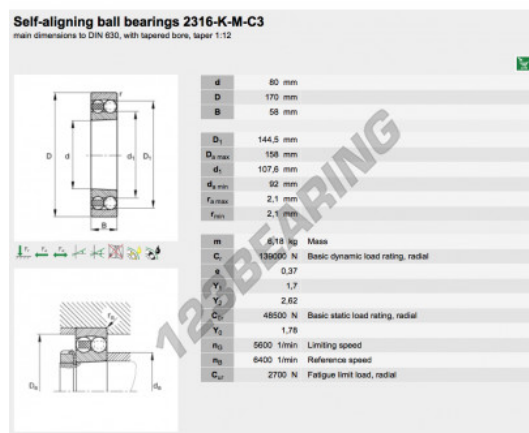 Self-aligning ball bearings 2316-K-M-C3
main dimensions to DIN 630, with tapered bore, taper 1:12
d 80 mm
D 170 mm
B 58 mm
D1 144,5 mm
Da max 158 mm
d1 107,6 mm
da min 92 mm
ra max 2,1 mm
rmin 2,1 mm
m 6,18 kg Mass
Cr 139000 N Basic dynamic load rating, radial
e 0,37
Y1 1,7
Y2 2,62
C0r 48500 N Basic static load rating, radial
Y0 1,78
nG 5600 1/min Limiting speed
nB 6400 1/min Reference speed
Cur 2700 N Fatigue limit load, radial
r
D d d1 D1
B
ra
Da da
123BEARING